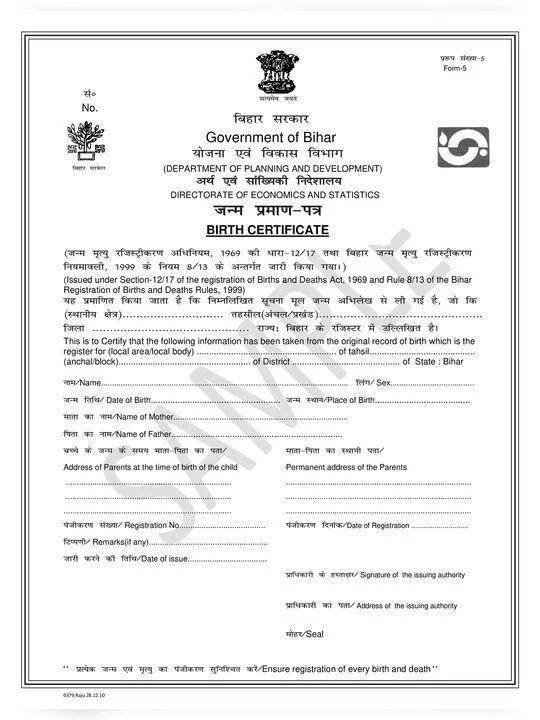 प्ररूप संख्या-5
Form-5
सं०
No.
सत्यमेव जयते
बिहार सरकार
बिहार सरकार
Government of Bihar
योजना एवं विकास विभाग
(DEPARTMENT OF PLANNING AND DEVELOPMENT)
अर्थ एवं सांख्यिकी निदेशालय
DIRECTORATE OF ECONOMICS AND STATISTICS
जन्म प्रमाण-पत्र
BIRTH CERTIFICATE
(जन्म मृत्यु रजिस्ट्रीकरण अधिनियम, 1969 की धारा-12/17 तथा बिहार जन्म मृत्यु रजिस्ट्रीकरण
नियमावली, 1999 के नियम 8/13 के अन्तर्गत जारी किया गया।)
(Issued under Section-12/17 of the registration of Births and Deaths Act, 1969 and Rule 8/13 of the Bihar
Registration of Births and Deaths Rules, 1999)
यह प्रमाणित किया जाता है कि निम्नलिखित सूचना मूल जन्म अभिलेख से ली गई है, जो कि
(स्थानीय क्षेत्र)........................ तहसील(अंचल/प्रखंड).......................................
जिला ..................................... राज्य: बिहार के रजिस्टर में उल्लिखित है।
This is to Certify that the following information has been taken from the original record of birth which is the
register for (local area/local body) ................................ of tahsil........................
(anchal/block)............................... of District ......................... of State : Bihar
नाम/Name............................................................ लिंग/ Sex...................................
जन्म तिथि/ Date of Birth............................... जन्म स्थान/Place of Birth.......................
माता का नाम/Name of Mother..........................................
पिता का नाम/Name of Father..........................................
बच्चे के जन्म के समय माता-पिता का पता/ माता-पिता का स्थायी पता/
Address of Parents at the time of birth of the child Permanent address of the Parents
पंजीकरण संख्या/ Registration No.................................. पंजीकरण दिनांक/Date of Registration ......................
टिप्पणी/ Remarks(if any)..............................................
जारी करने की तिथि/Date of issue...............................
प्राधिकारी के हस्ताक्षर/ Signature of the issuing authority
प्राधिकारी का पता/ Address of the issuing authority
मोहर/Seal
'' प्रत्येक जन्म एवं मृत्यु का पंजीकरण सुनिश्चित करें/Ensure registration of every birth and death''
0379 Raju 28.12.10
SAMPLE